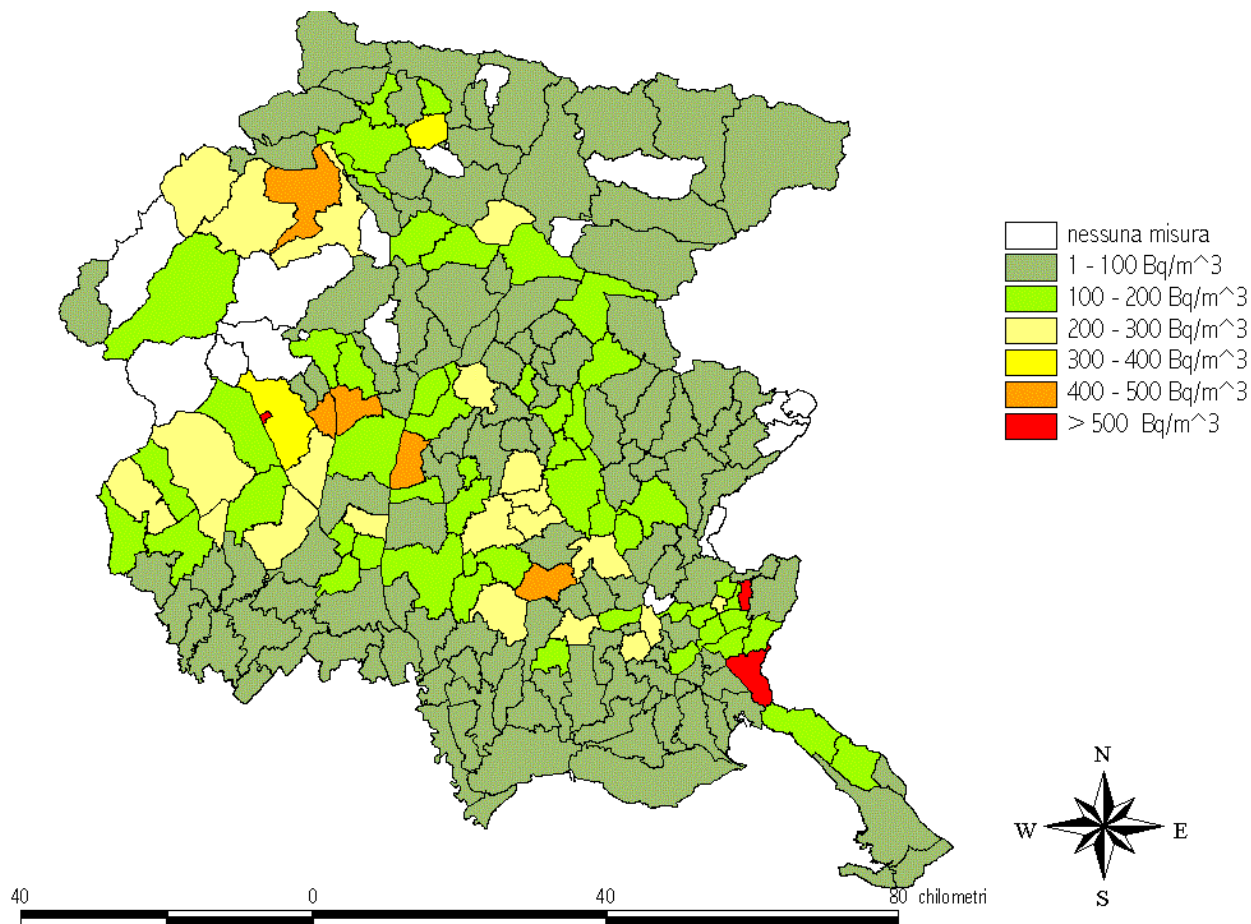 nessuna misura
1 - 100 Bq/m^3
100 - 200 Bq/m^3
200 - 300 Bq/m^3
300 - 400 Bq/m^3
400 - 500 Bq/m^3
> 500 Bq/m^3
N
W E
S
40 0 40 80 chilometri